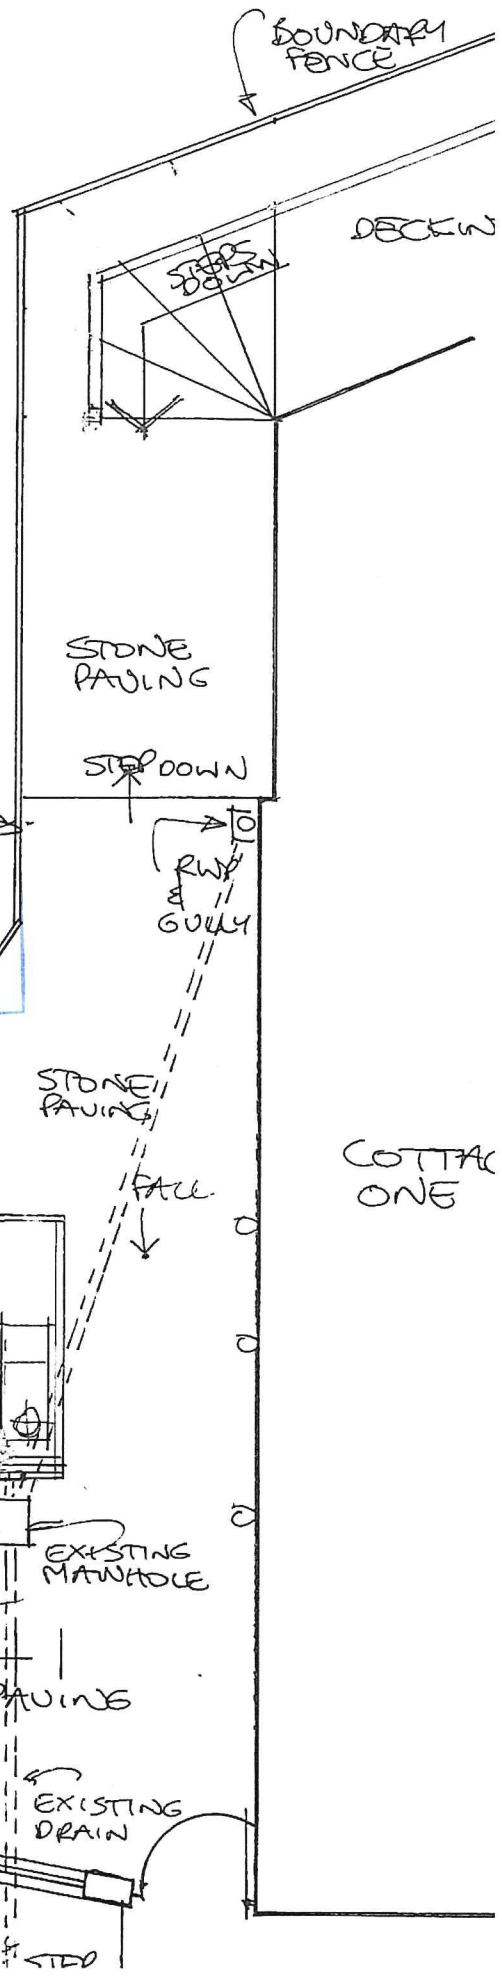 BOUNDARY
FENCE
DECKIN
STEPS
DOWN
STONE
PAVING
STEP DOWN
RWP
&
GULLY
STONE
PAVING
FALL
COTTAG
ONE
EXISTING
MANHOLE
PAVING
EXISTING
DRAIN
STEP